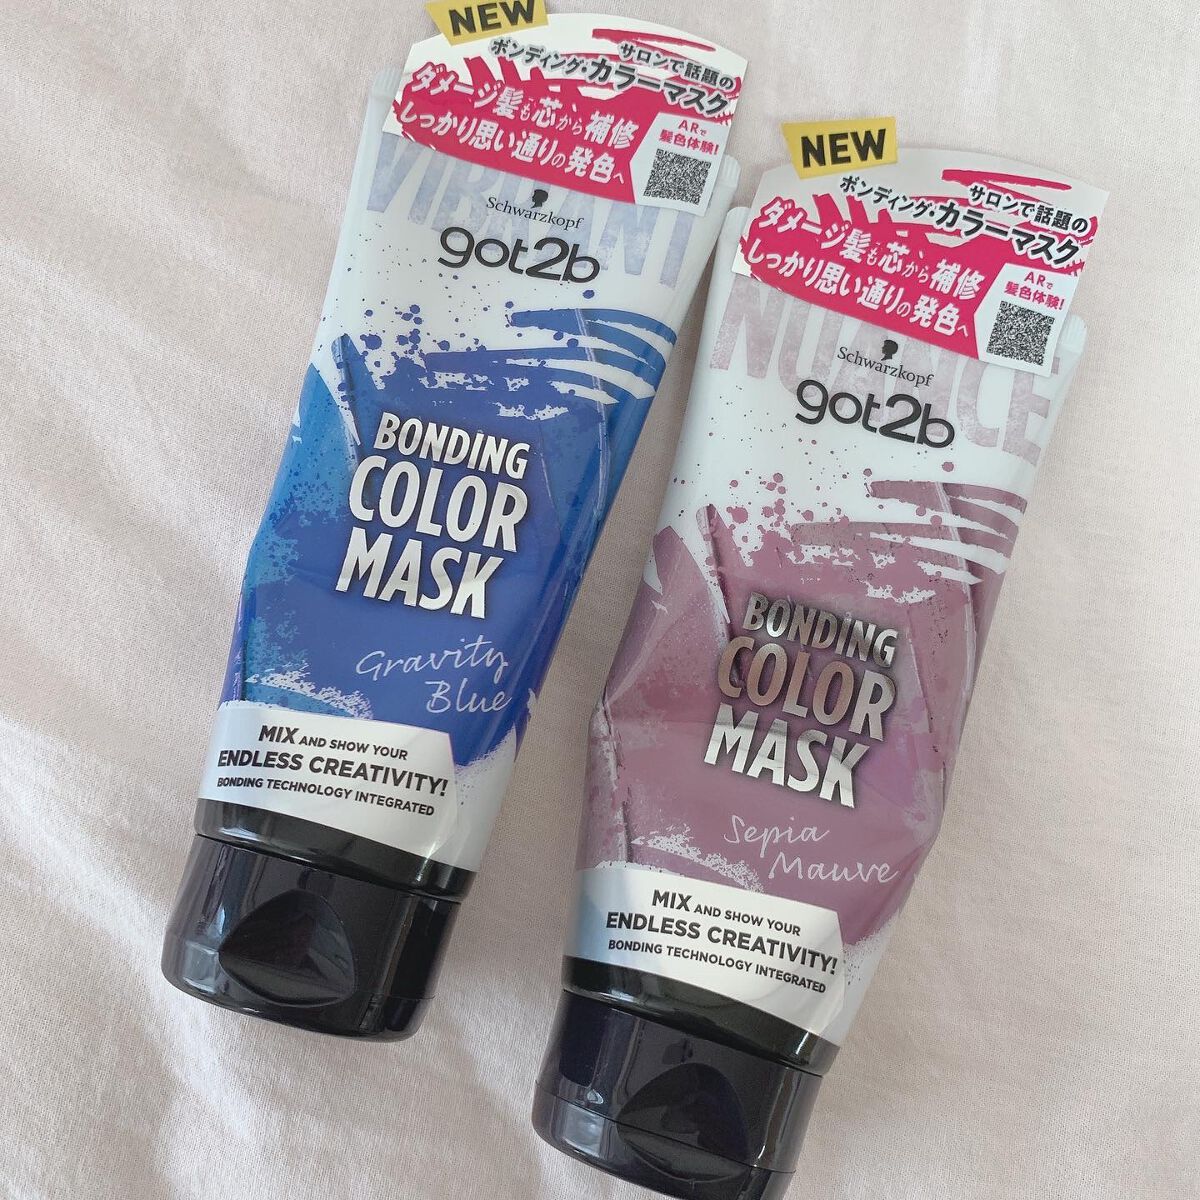 NEW
サロンで話題の
ボンディング・カラーマスク
ダメージ髪も芯から補修
しっかり思い通りの発色へ
ARで
髪色体験!
VIBRANT
Schwarzkopf
got2b
BONDING
COLOR
MASK
Gravity
Blue
MIX AND SHOW YOUR
ENDLESS CREATIVITY!
BONDING TECHNOLOGY INTEGRATED
NEW
サロンで話題の
ボンディング・カラーマスク
ダメージ髪も芯から補修
しっかり思い通りの発色へ
ARで
髪色体験!
NUANCE
Schwarzkopf
got2b
BONDING
COLOR
MASK
Sepia
Mauve
MIX AND SHOW YOUR
ENDLESS CREATIVITY!
BONDING TECHNOLOGY INTEGRATED